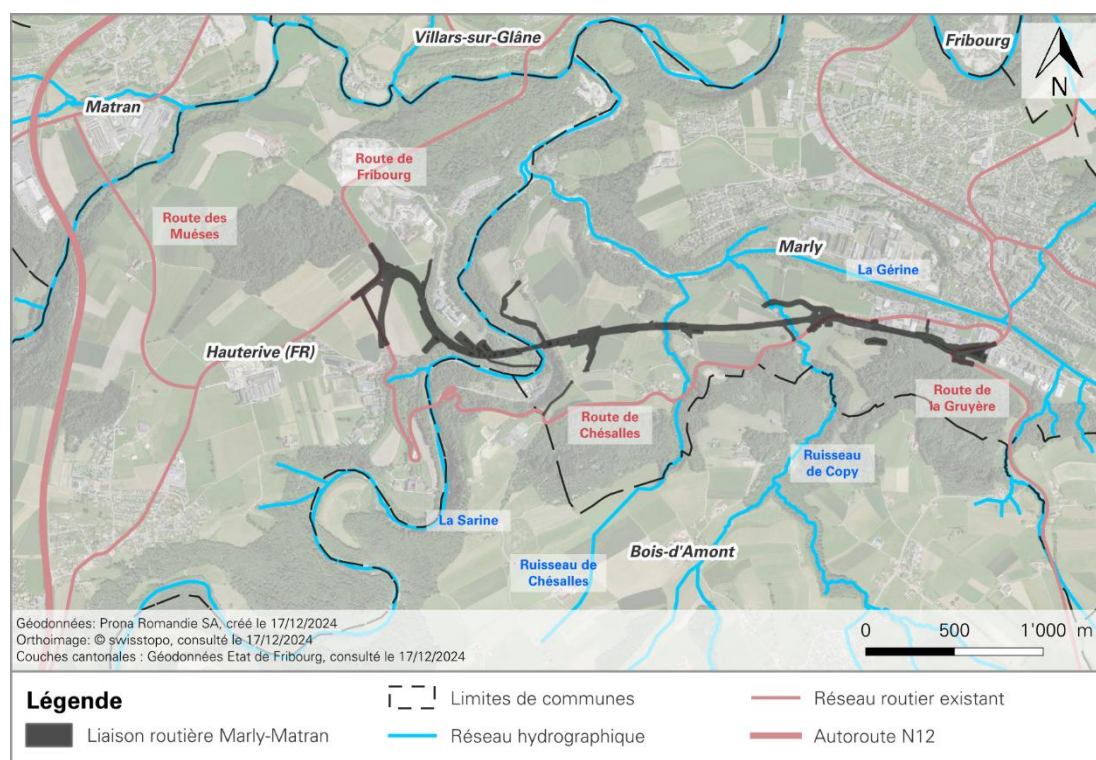 Villars-sur-Glâne
Fribourg
N
Matran
Route de
Fribourg
Route des
Muéses
Marly
La Gérine
Hauterive (FR)
Route de
la Gruyère
Route de
Chésalles
Ruisseau
de Copy
La Sarine
Bois-d'Amont
Ruisseau de
Chésalles
Géodonnées: Prona Romandie SA, créé le 17/12/2024
Orthoimage: © swisstopo, consulté le 17/12/2024
Couches cantonales : Géodonnées Etat de Fribourg, consulté le 17/12/2024
0 500 1'000 m
Légende
Liaison routière Marly-Matran
Limites de communes
Réseau hydrographique
Réseau routier existant
Autoroute N12